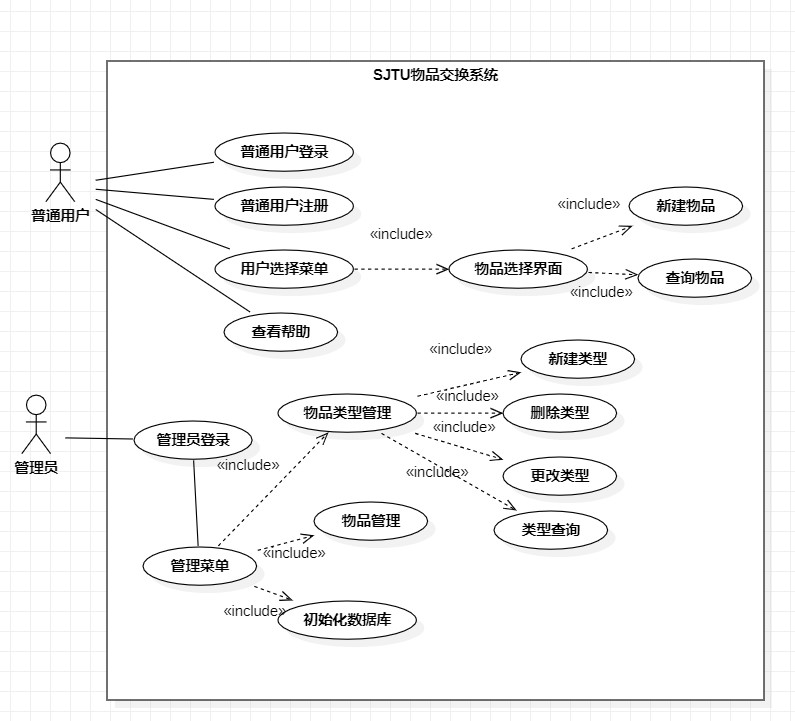 SJTU物品交换系统
普通用户登录
普通用户
普通用户注册
«include»
新建物品
用户选择菜单
«include»
物品选择界面
查询物品
«include»
查看帮助
«include»
新建类型
«include»
物品类型管理
删除类型
«include»
管理员
管理员登录
«include»
«include»
更改类型
物品管理
类型查询
«include»
管理菜单
«include»
初始化数据库